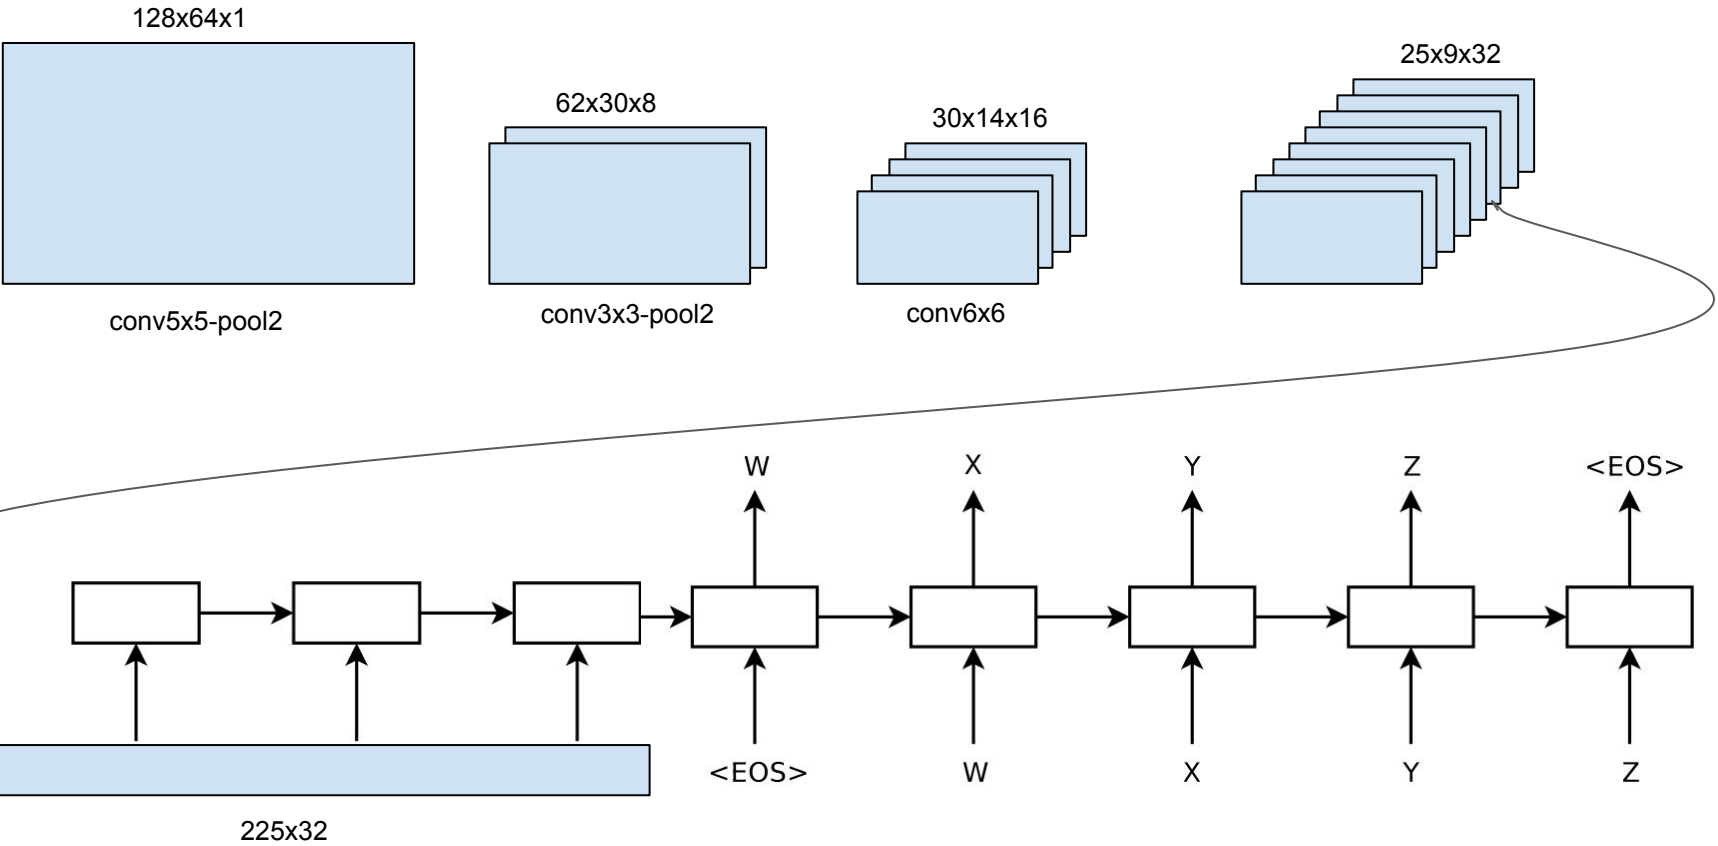 128x64x1
62x30x8
30x14x16
25x9x32
conv5x5-pool2
conv3x3-pool2
conv6x6
W
X
Y
Z
<EOS>
<EOS>
W
X
Y
Z
225x32